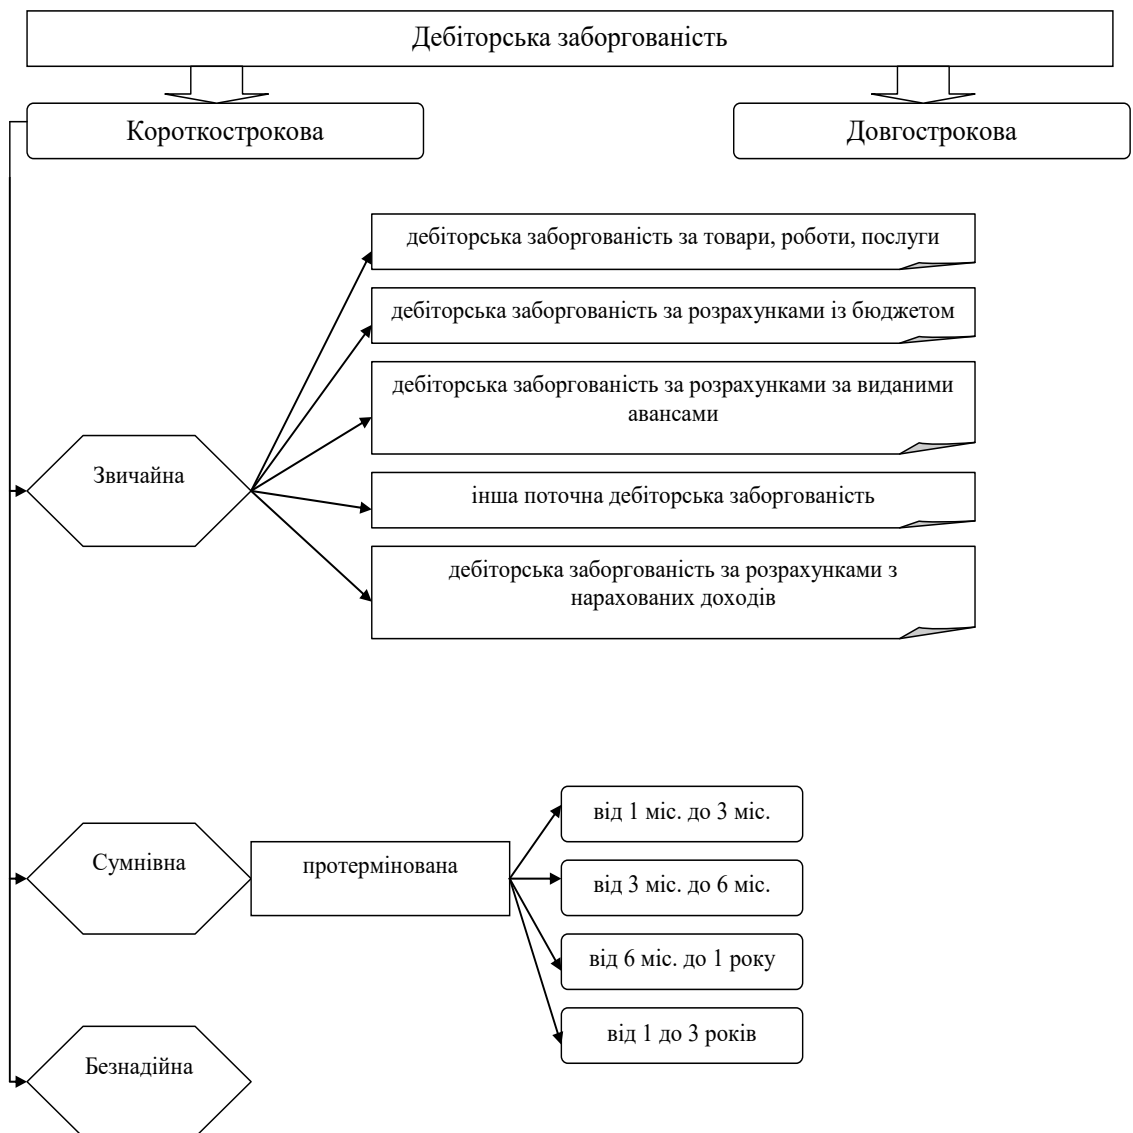 Дебіторська заборгованість
Короткострокова
Довгострокова
дебіторська заборгованість за товари, роботи, послуги
дебіторська заборгованість за розрахунками із бюджетом
дебіторська заборгованість за розрахунками за виданими
авансами
Звичайна
інша поточна дебіторська заборгованість
дебіторська заборгованість за розрахунками з
нарахованих доходів
від 1 міс. до 3 міс.
Сумнівна
протермінована
від 3 міс. до 6 міс.
від 6 міс. до 1 року
від 1 до 3 років
Безнадійна